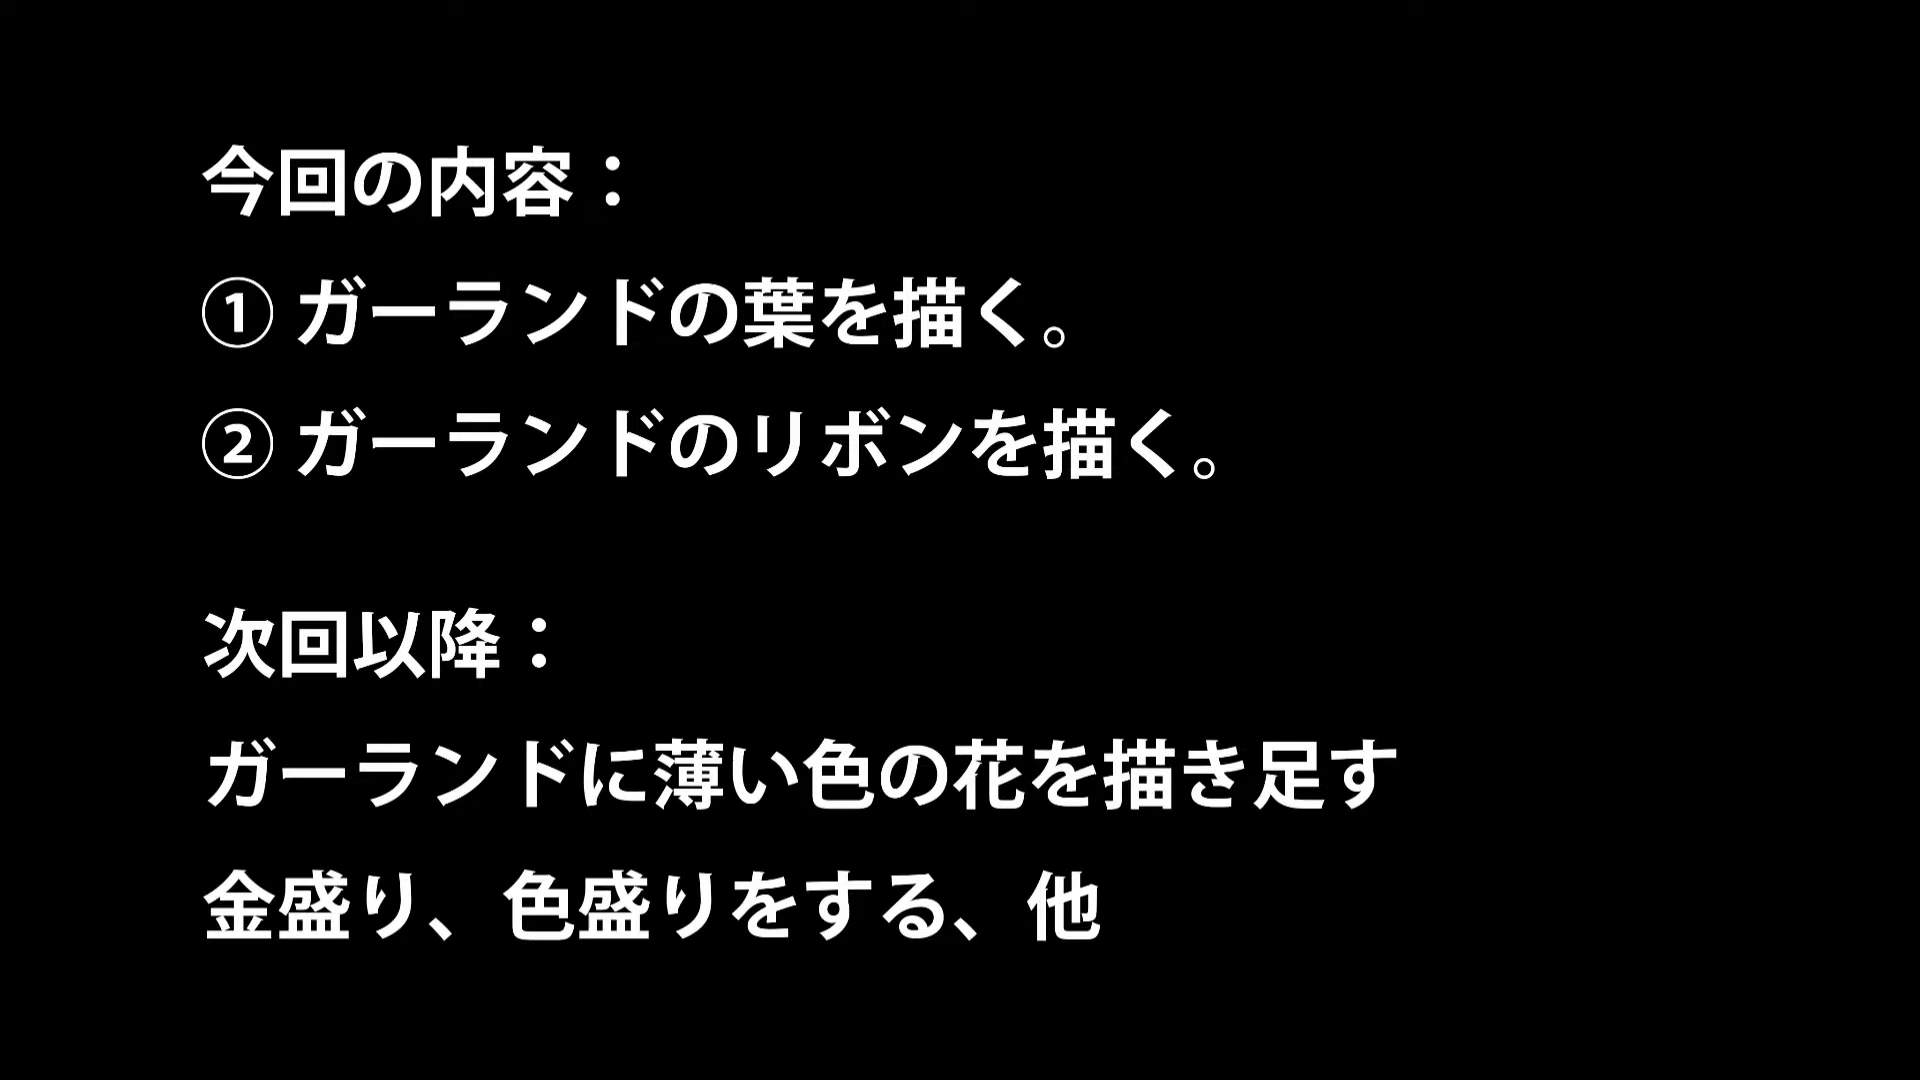 今回の内容：
① ガーランドの葉を描く。
② ガーランドのリボンを描く。
次回以降：
ガーランドに薄い色の花を描き足す
金盛り、色盛りをする、他